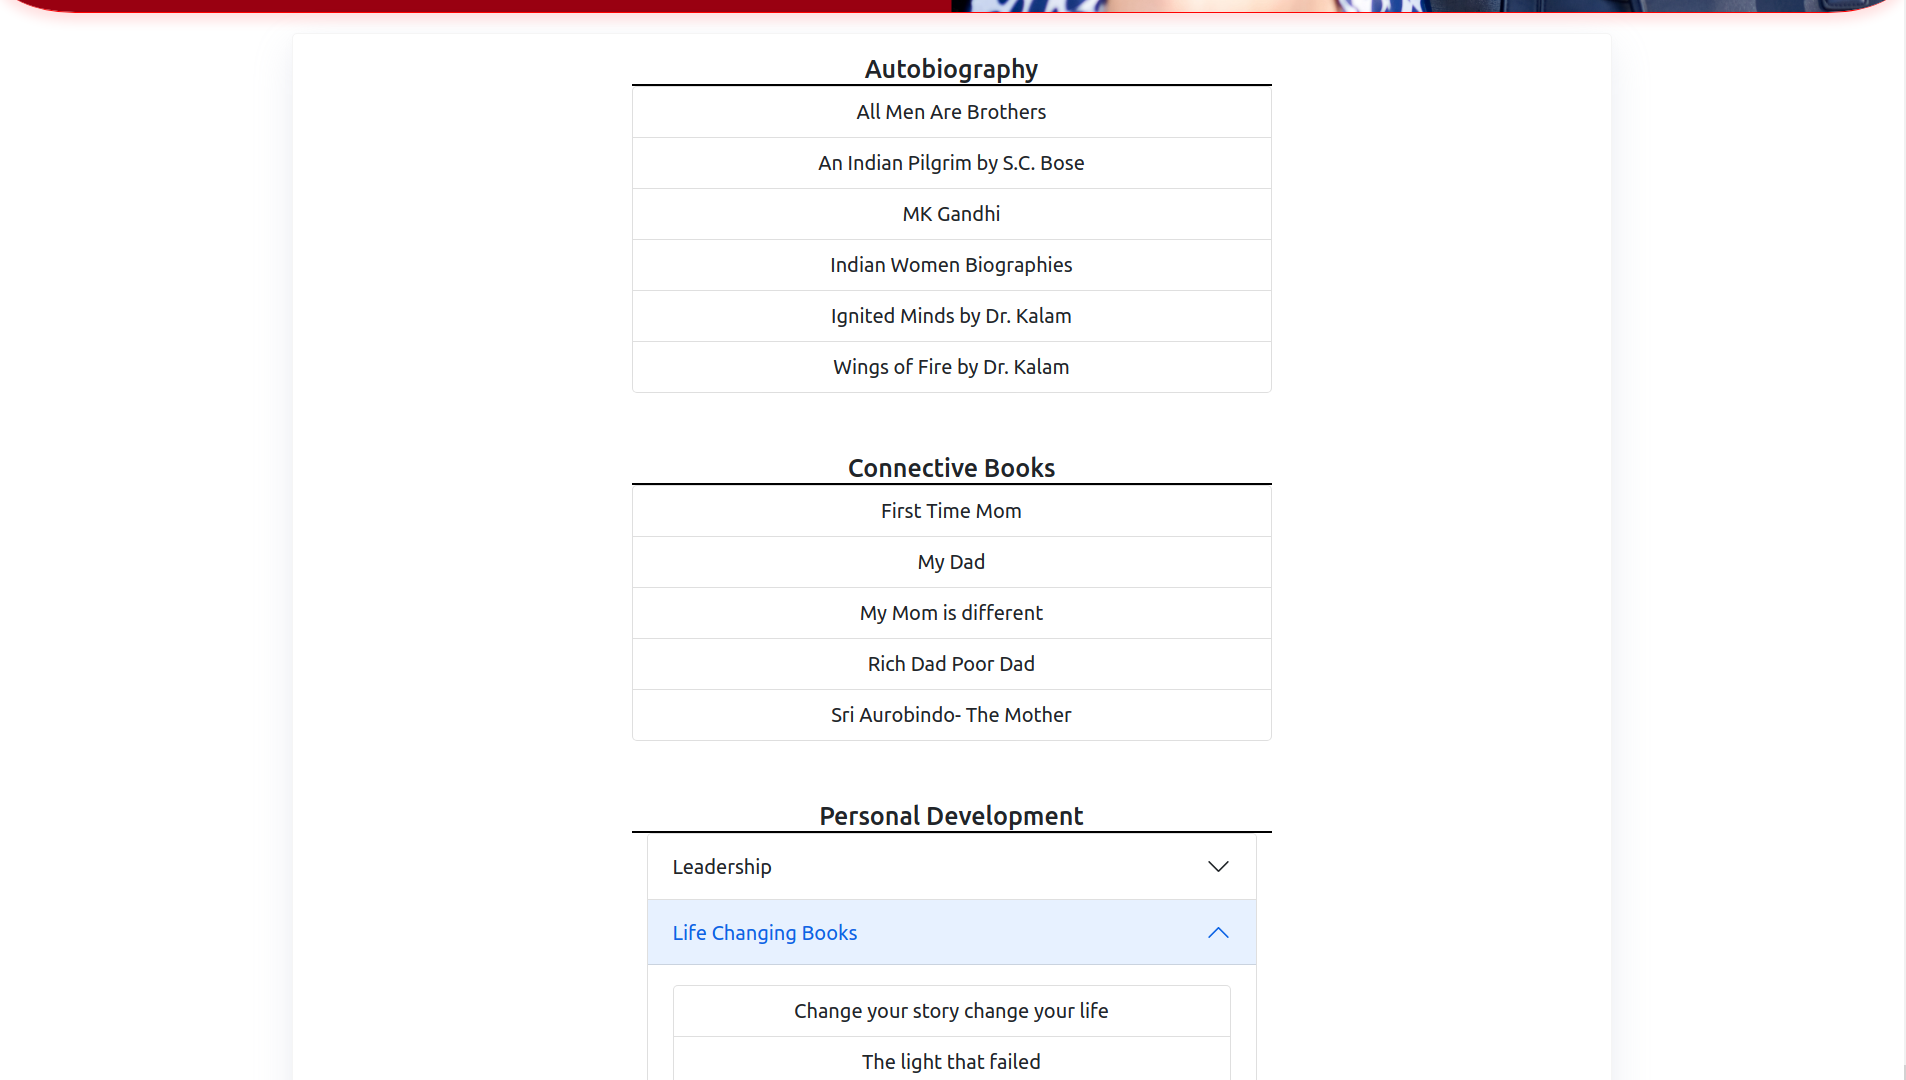 Autobiography
All Men Are Brothers
An Indian Pilgrim by S.C. Bose
MK Gandhi
Indian Women Biographies
Ignited Minds by Dr. Kalam
Wings of Fire by Dr. Kalam
Connective Books
First Time Mom
My Dad
My Mom is different
Rich Dad Poor Dad
Sri Aurobindo- The Mother
Personal Development
Leadership
Life Changing Books
Change your story change your life
The light that failed